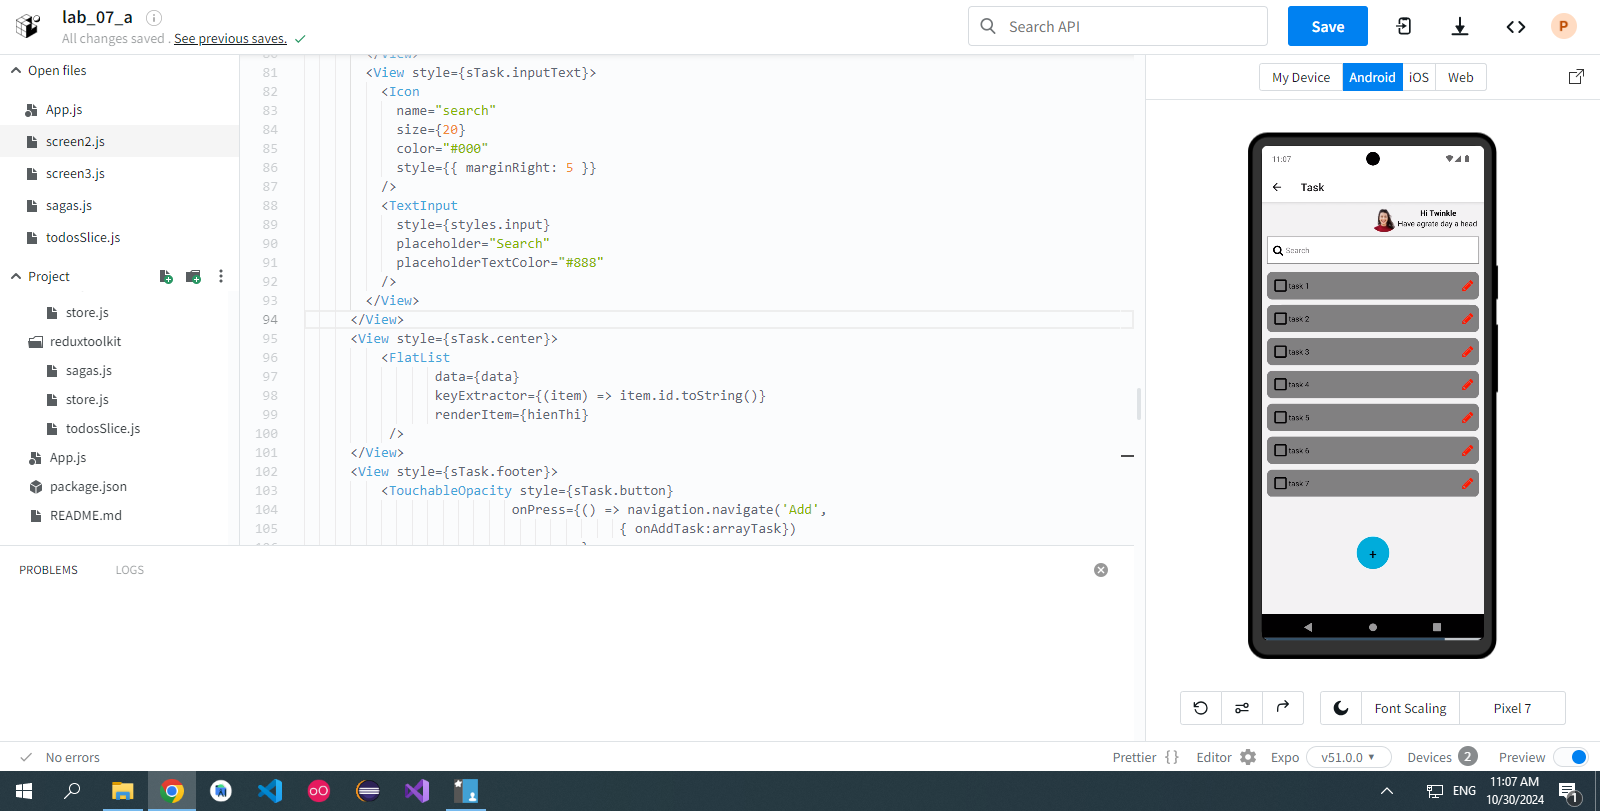 lab_07_a
All changes saved . See previous saves.
Search API
Save
P
Open files
App.js
screen2.js
screen3.js
sagas.js
todosSlice.js
Project
store.js
reduxtoolkit
sagas.js
store.js
todosSlice.js
App.js
package.json
README.md
81 <View style={sTask.inputText}>
82 <Icon
83 name="search"
84 size={20}
85 color="#000"
86 style={{ marginRight: 5 }}
87 />
88 <TextInput
89 style={styles.input}
90 placeholder="Search"
91 placeholderTextColor="#888"
92 />
93 </View>
94 </View>
95 <View style={sTask.center}>
96 <FlatList
97 data={data}
98 keyExtractor={(item) => item.id.toString()}
99 renderItem={hienThi}
100 />
101 </View>
102 <View style={sTask.footer}>
103 <TouchableOpacity style={sTask.button}
104 onPress={() => navigation.navigate('Add',
105 { onAddTask:arrayTask})
PROBLEMS
LOGS
My Device
Android
iOS
Web
11:07
Task
Hi Twinkle
Have agrate day a head
Search
task 1
task 2
task 3
task 4
task 5
task 6
task 7
+
Font Scaling
Pixel 7
No errors
Prettier { }
Editor
Expo
v51.0.0
Devices 2
Preview
ENG
11:07 AM
10/30/2024
1